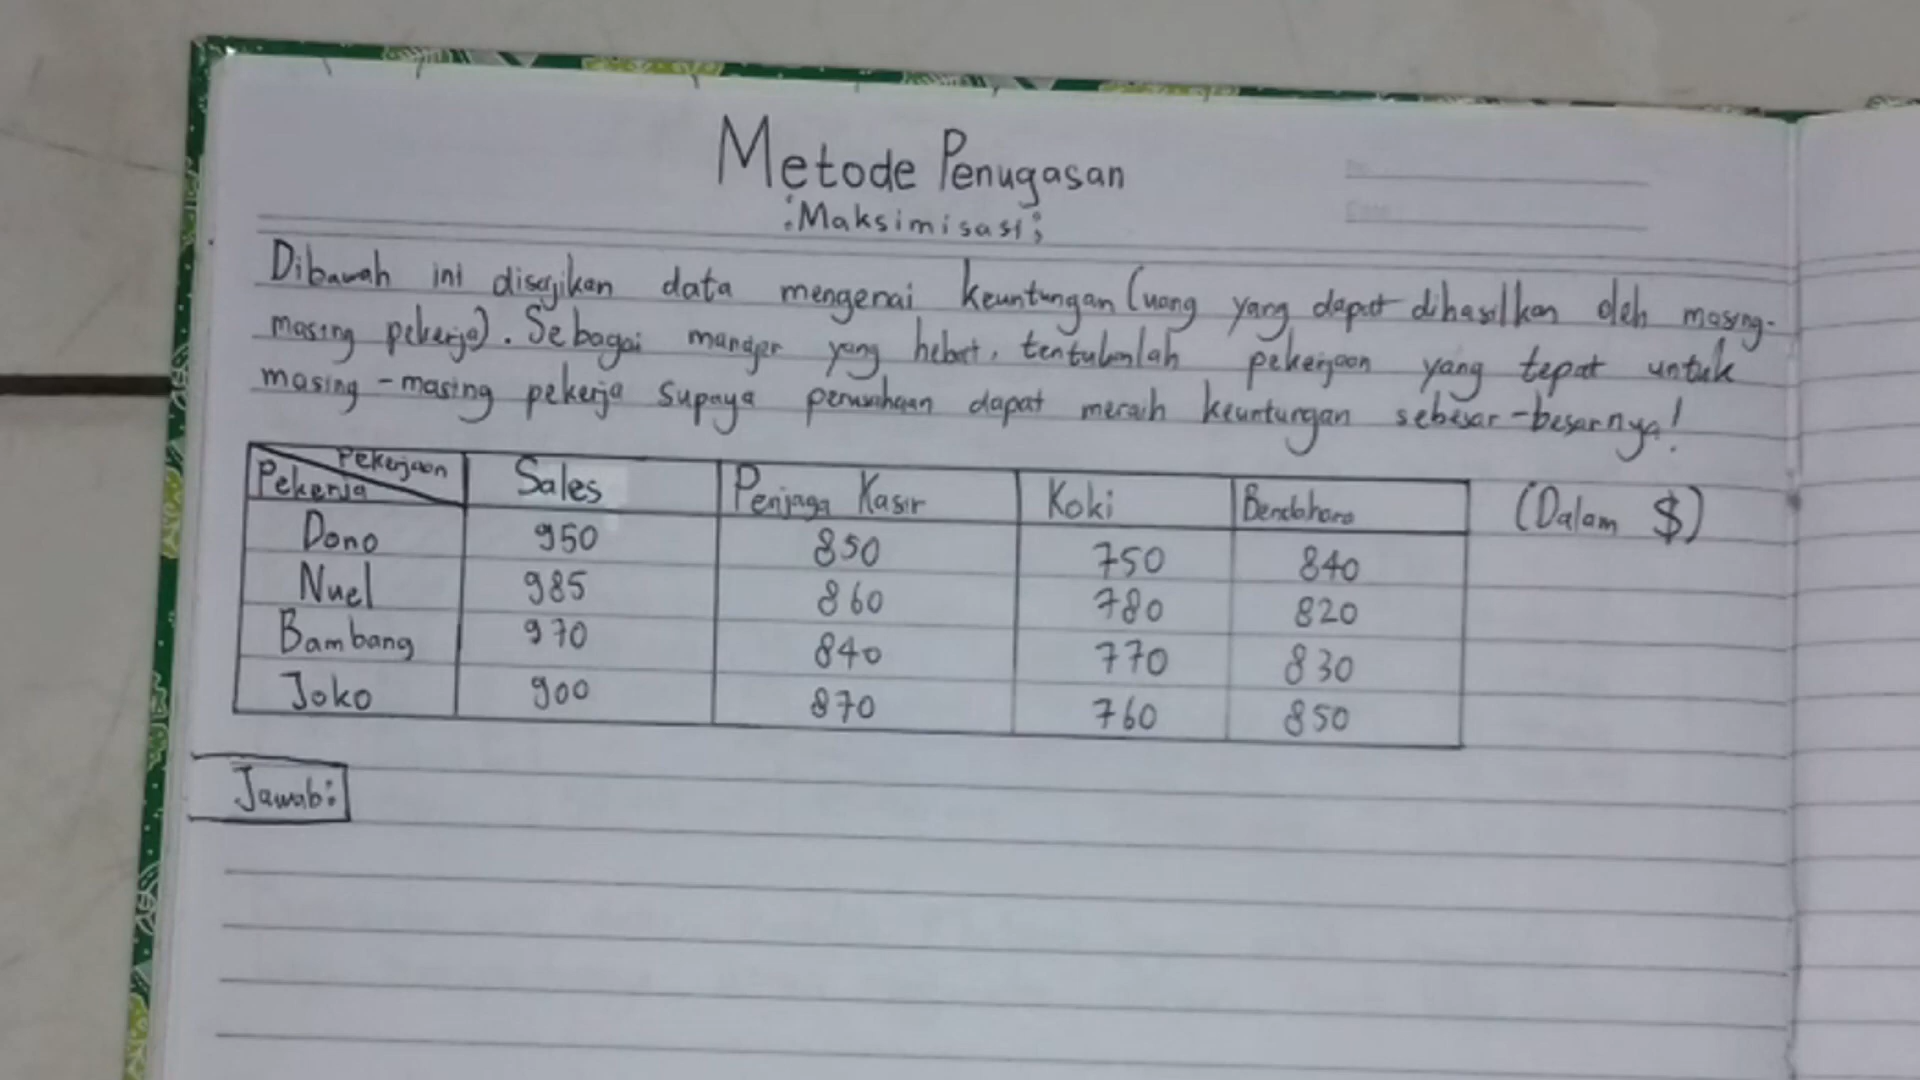 Metode Penugasan
:Maksimisasi;
Dibawah ini disajikan data mengenai keuntungan (uang yang dapat dihasilkan oleh masing-
masing pekerja). Sebagai manajer yang hebat, tentukanlah pekerjaan yang tepat untuk
masing-masing pekerja supaya perusahaan dapat meraih keuntungan sebesar-besarnya!
Pekerjaan
Pekerja Sales Penjaga Kasir Koki Bendahara (Dalam $)
Dono 950 850 750 840
Nuel 985 860 780 820
Bambang 970 840 770 830
Joko 900 870 760 850
Jawab: